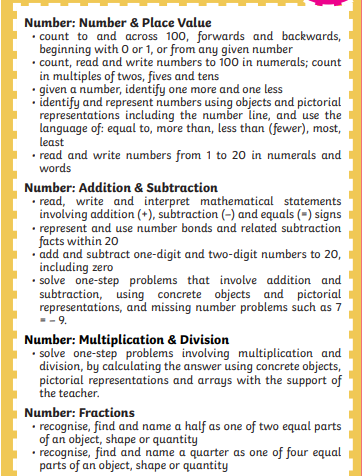 Number: Number & Place Value
• count to and across 100, forwards and backwards,
beginning with 0 or 1, or from any given number
• count, read and write numbers to 100 in numerals; count
in multiples of twos, fives and tens
• given a number, identify one more and one less
• identify and represent numbers using objects and pictorial
representations including the number line, and use the
language of: equal to, more than, less than (fewer), most,
least
• read and write numbers from 1 to 20 in numerals and
words
Number: Addition & Subtraction
• read, write and interpret mathematical statements
involving addition (+), subtraction (–) and equals (=) signs
• represent and use number bonds and related subtraction
facts within 20
• add and subtract one-digit and two-digit numbers to 20,
including zero
• solve one-step problems that involve addition and
subtraction, using concrete objects and pictorial
representations, and missing number problems such as 7
= – 9.
Number: Multiplication & Division
• solve one-step problems involving multiplication and
division, by calculating the answer using concrete objects,
pictorial representations and arrays with the support of
the teacher.
Number: Fractions
• recognise, find and name a half as one of two equal parts
of an object, shape or quantity
• recognise, find and name a quarter as one of four equal
parts of an object, shape or quantity